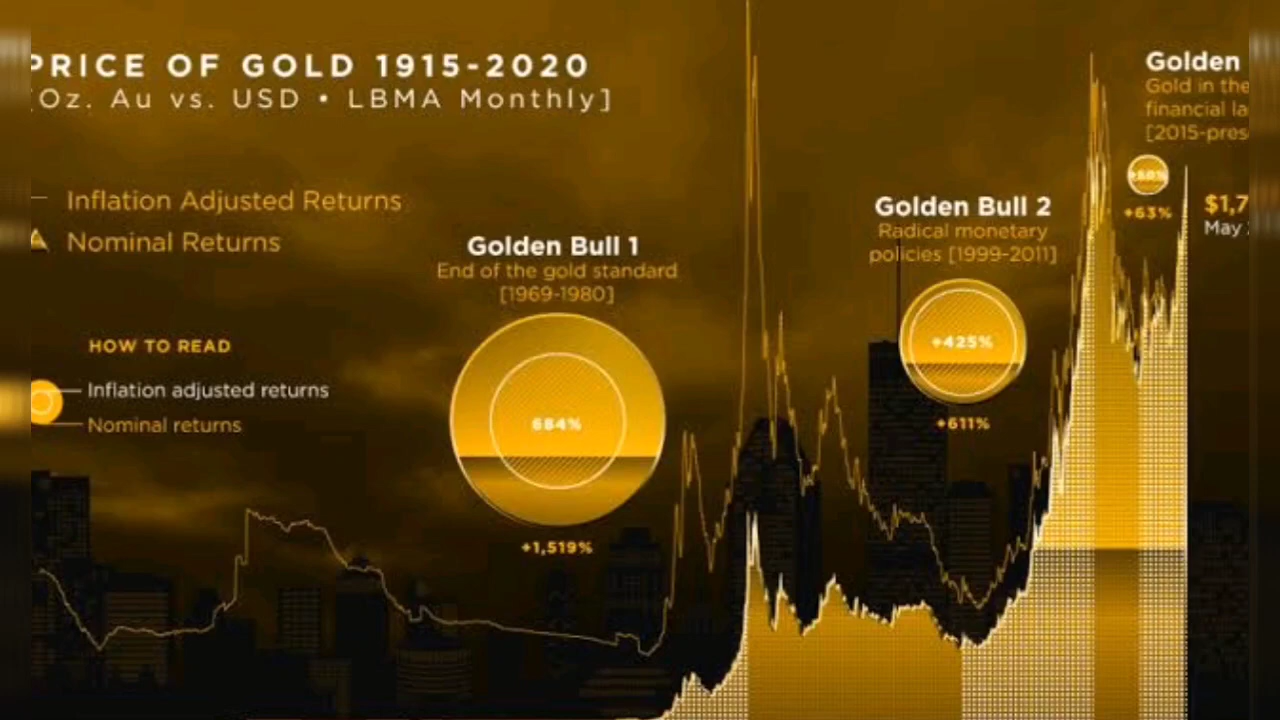 PRICE OF GOLD 1915-2020
[Oz. Au vs. USD • LBMA Monthly]
Inflation Adjusted Returns
Nominal Returns
HOW TO READ
Inflation adjusted returns
Nominal returns
Golden Bull 1
End of the gold standard
[1969-1980]
684%
+1,519%
Golden Bull 2
Radical monetary
policies [1999-2011]
+425%
+611%
Golden
Gold in the
financial la
[2015-pres
+63%
$1,7
May